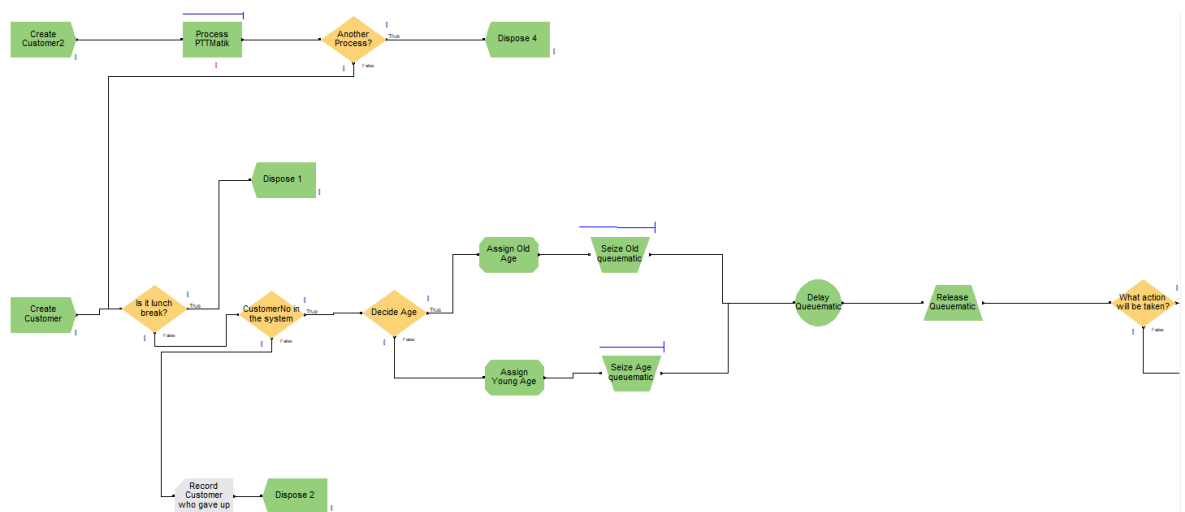 Create
Customer2
Process
PTTMatik
Another
Process?
True
False
Dispose 4
Dispose 1
Create
Customer
Is it lunch
break?
True
False
CustomerNo in
the system
True
False
Decide Age
True
False
Assign Old
Age
Seize Old
queuematic
Assign
Young Age
Seize Age
queuematic
Delay
Queuematic
Release
Queuematic
What action
will be taken?
False
Record
Customer
who gave up
Dispose 2